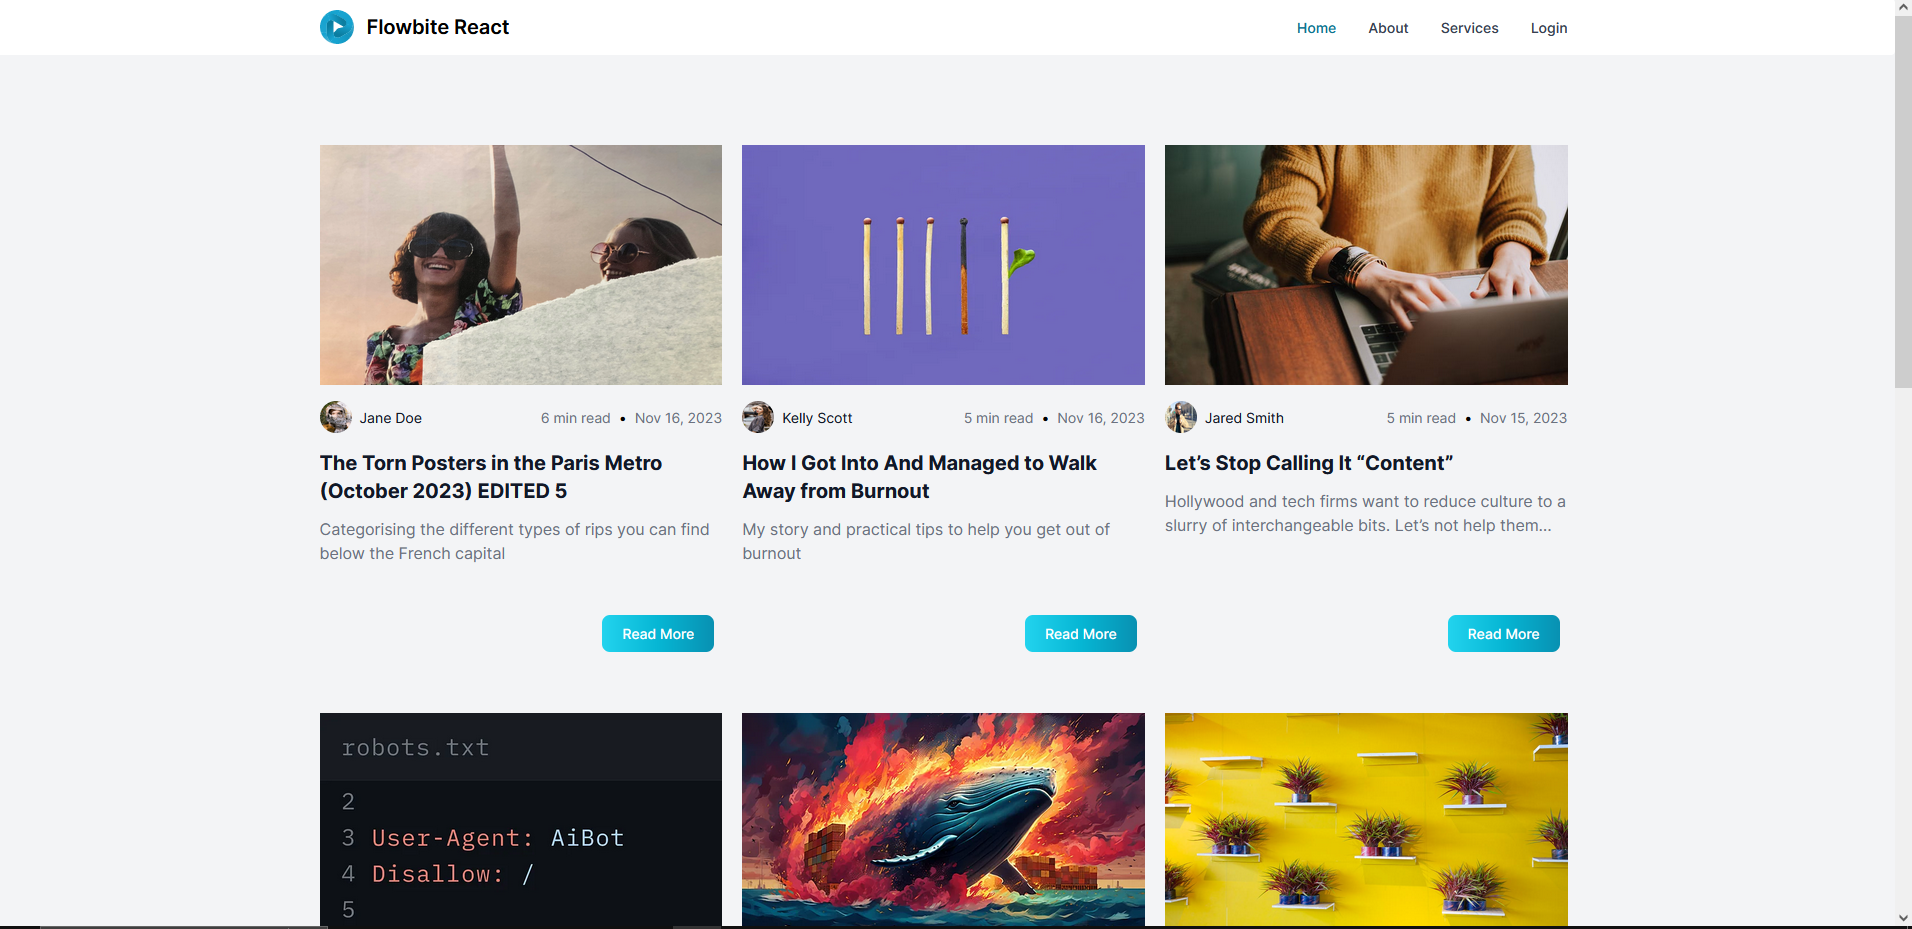 Flowbite React
Home About Services Login
Jane Doe 6 min read • Nov 16, 2023
The Torn Posters in the Paris Metro
(October 2023) EDITED 5
Categorising the different types of rips you can find
below the French capital
Read More
Kelly Scott 5 min read • Nov 16, 2023
How I Got Into And Managed to Walk
Away from Burnout
My story and practical tips to help you get out of
burnout
Read More
Jared Smith 5 min read • Nov 15, 2023
Let’s Stop Calling It “Content”
Hollywood and tech firms want to reduce culture to a
slurry of interchangeable bits. Let’s not help them...
Read More
robots.txt
2
3 User-Agent: AiBot
4 Disallow: /
5